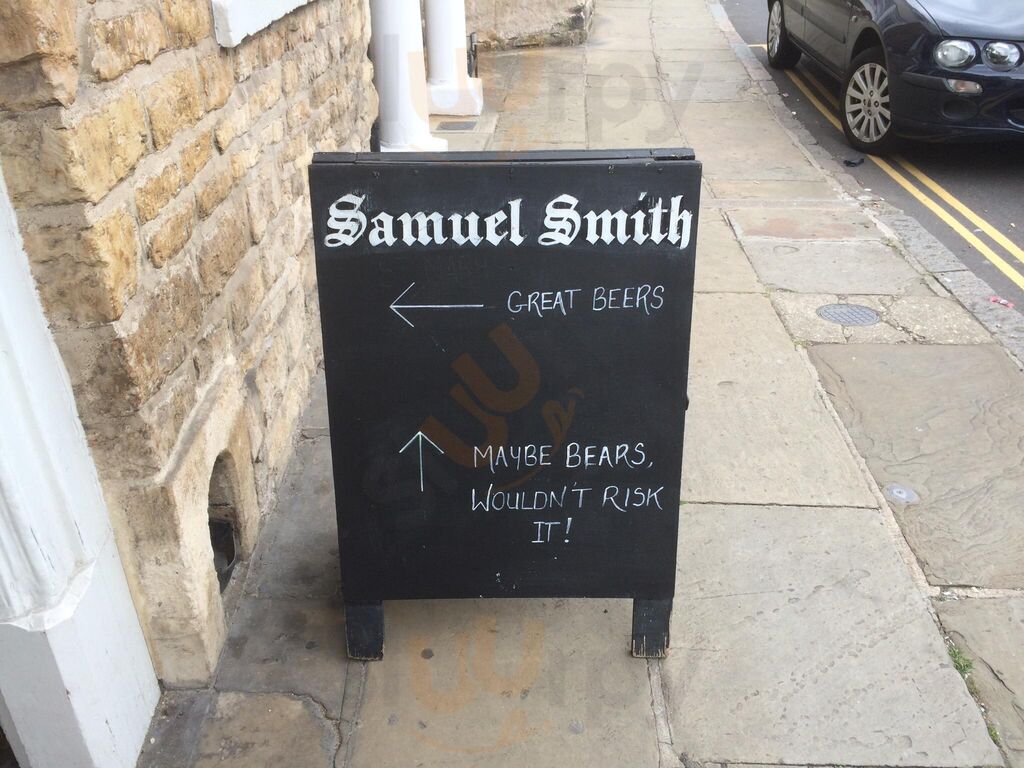 Samuel Smith
← GREAT BEERS
↑ MAYBE BEARS,
WOULDN'T RISK
IT!